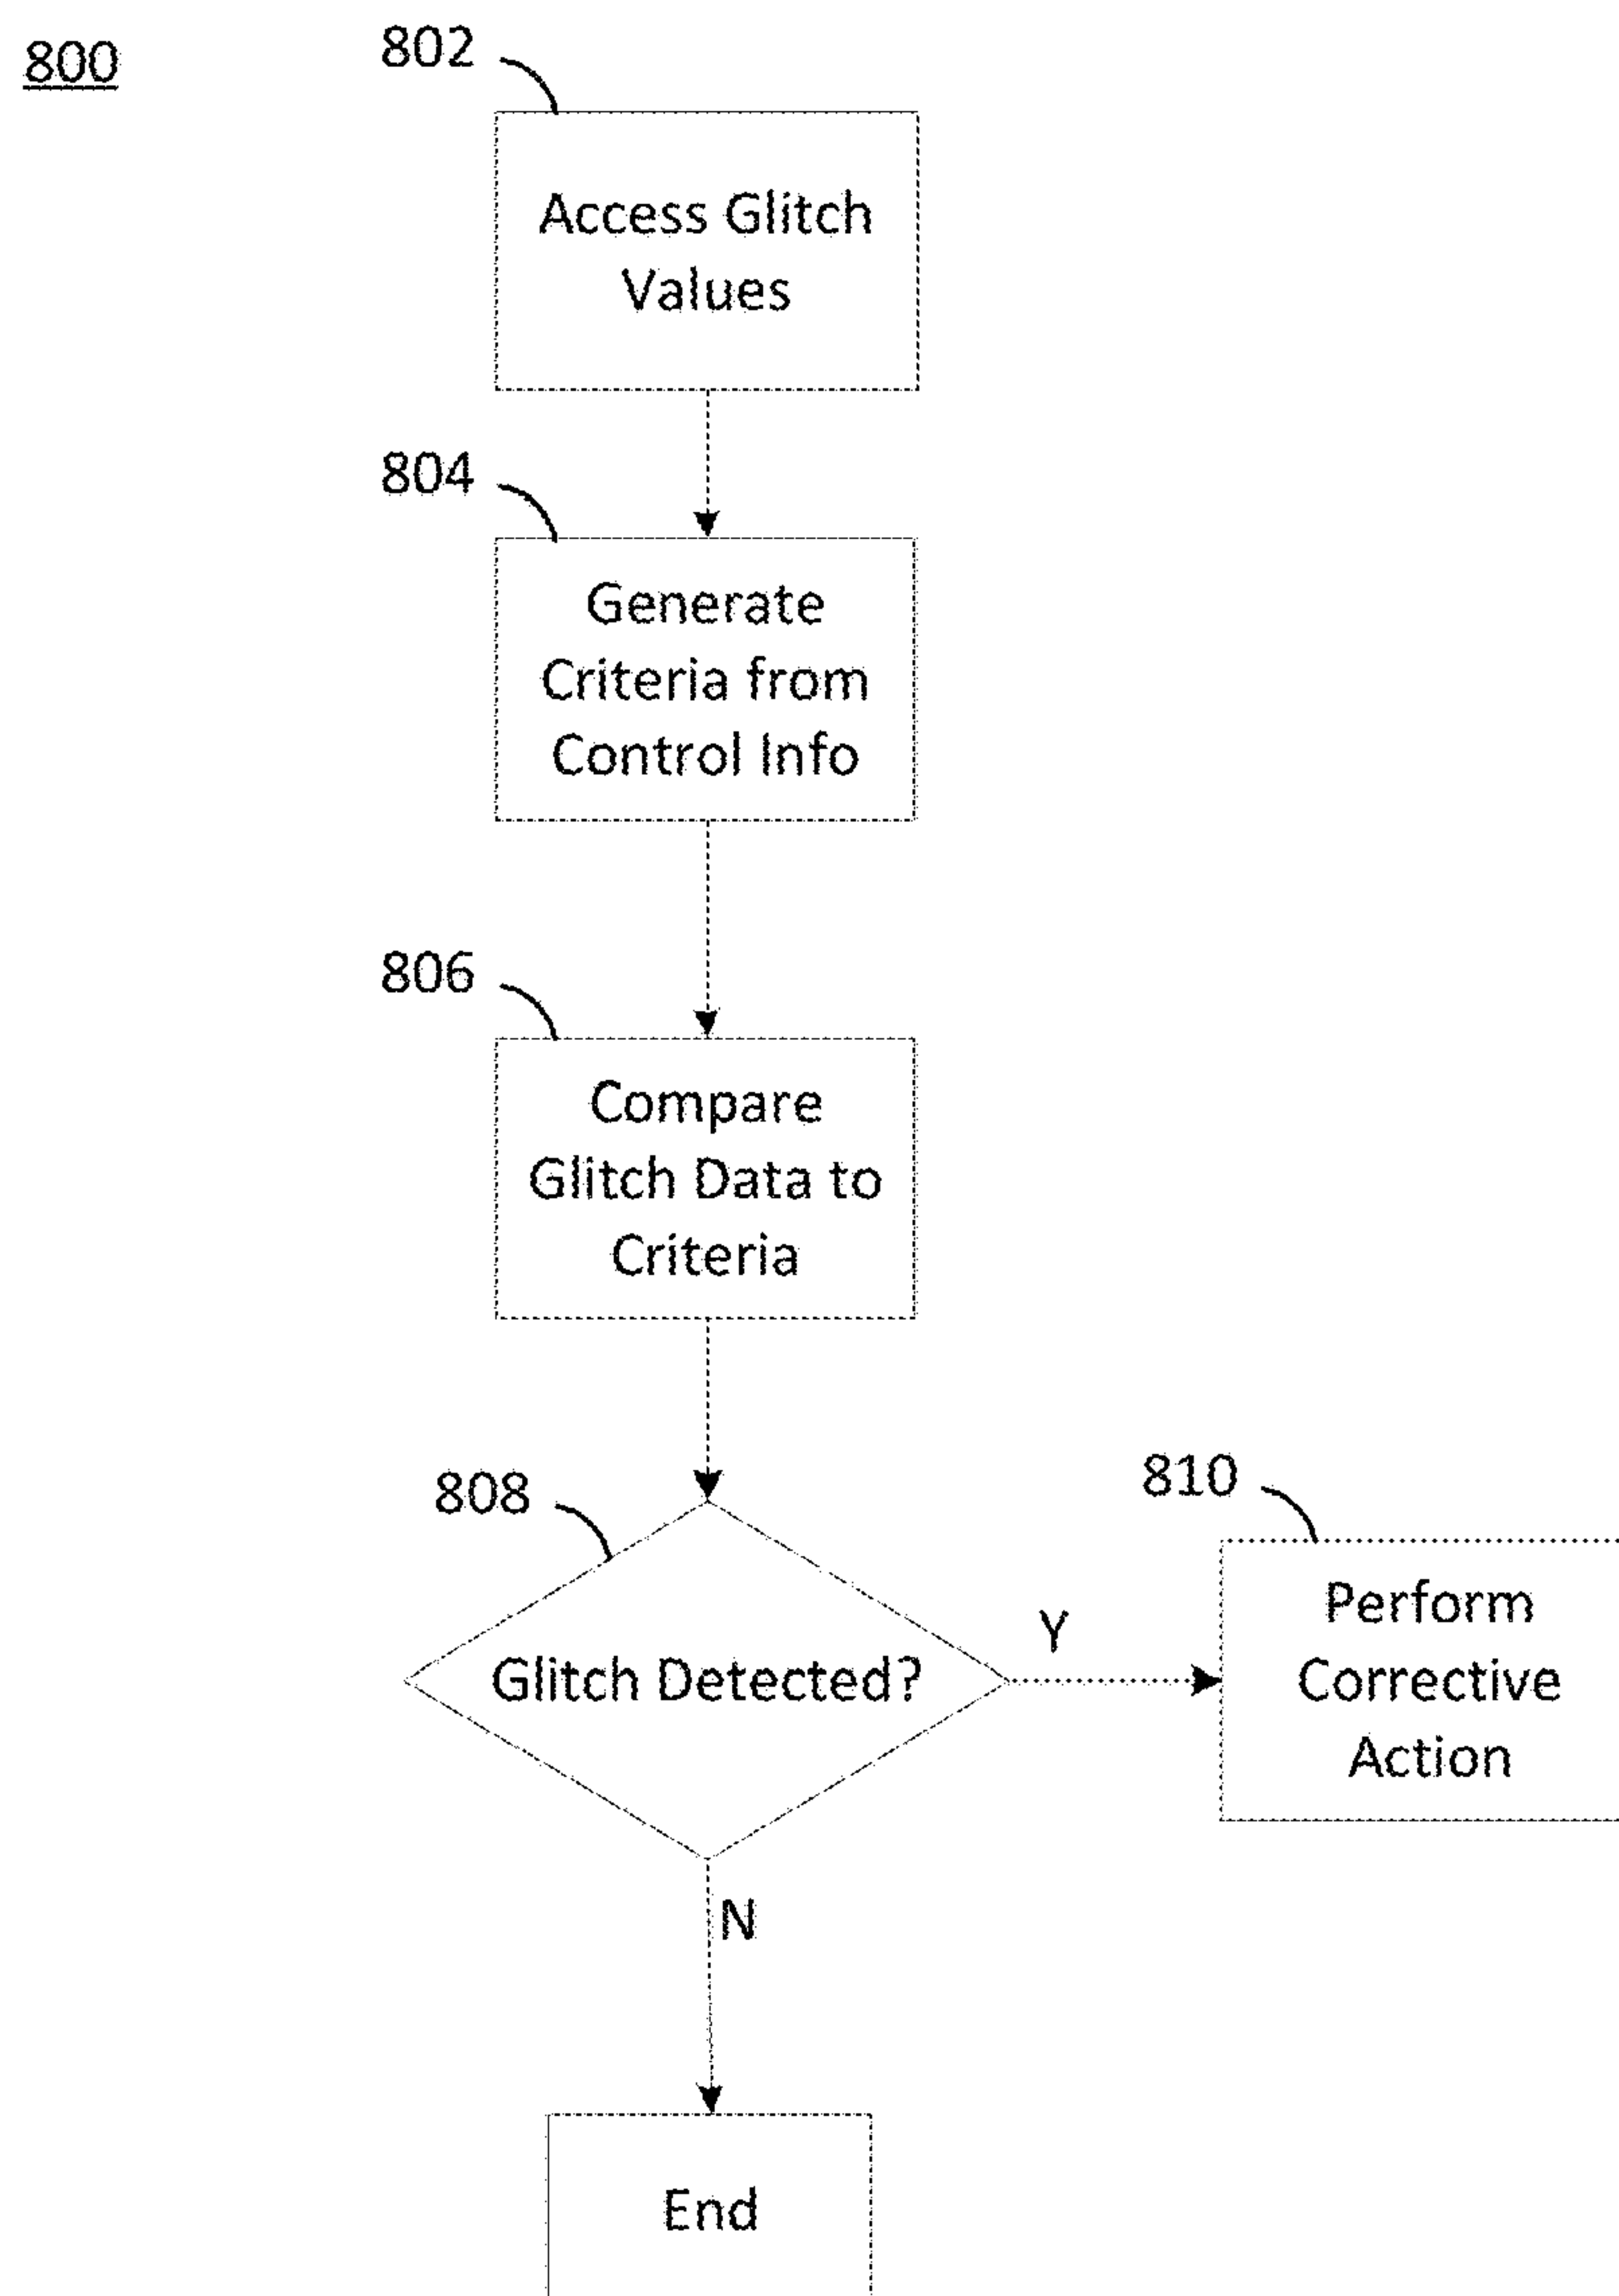 800
802
Access Glitch
Values
804
Generate
Criteria from
Control Info
806
Compare
Glitch Data to
Criteria
808
Glitch Detected?
Y
810
Perform
Corrective
Action
N
End